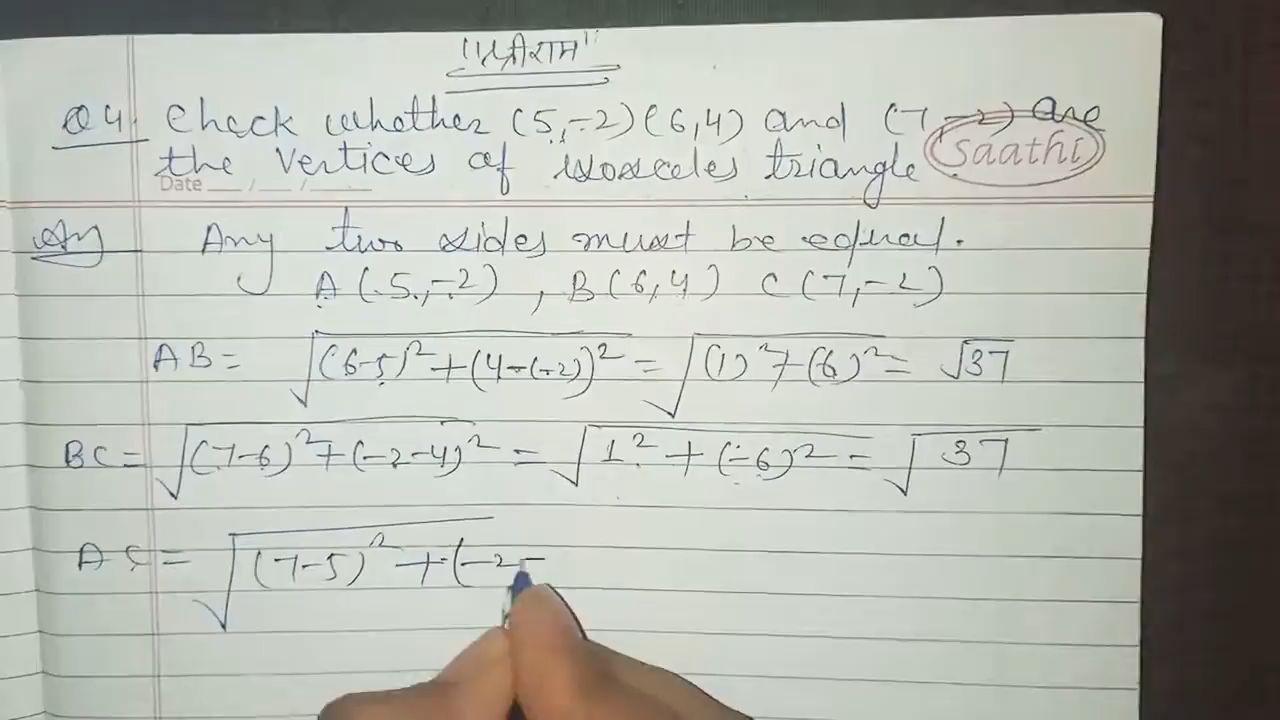 "श्रीराम"
Q4. Check whether (5,-2) (6,4) and (7,-2) are
the vertices of isosceles triangle
Saathi
Date __ / __ / ____
Any two sides must be equal.
A (5,-2) , B (6,4) C (7,-2)
AB = √(6-5)²+(4-(-2))² = √(1)²+(6)² = √37
BC = √(7-6)²+(-2-4)² = √1²+(-6)² = √37
AC = √(7-5)²+(-2-